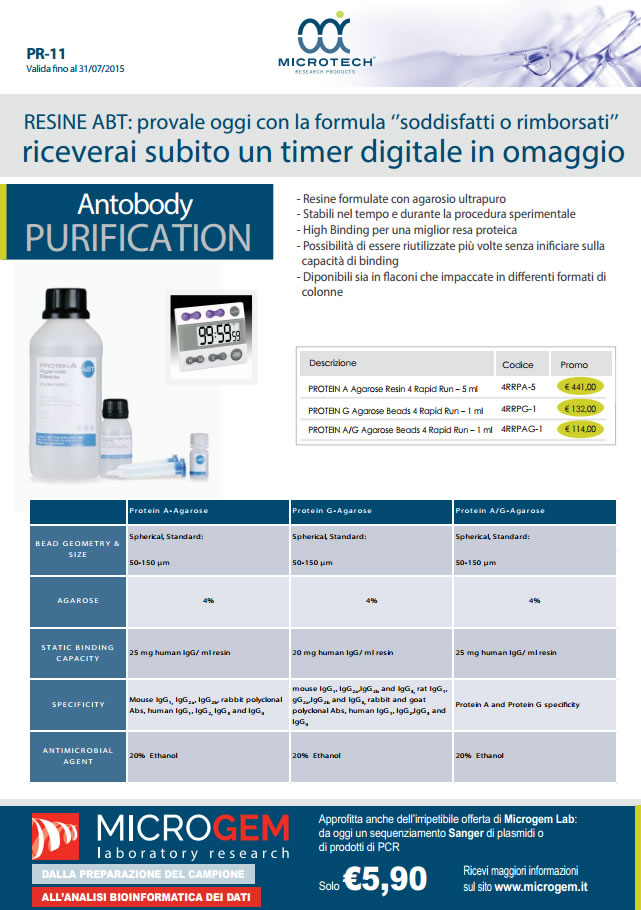 PR-11
Valida fino al 31/07/2015
MICROTECH
RESEARCH PRODUCTS
RESINE ABT: provale oggi con la formula ‘‘soddisfatti o rimborsati’’
riceverai subito un timer digitale in omaggio
Antobody
PURIFICATION
- Resine formulate con agarosio ultrapuro
- Stabili nel tempo e durante la procedura sperimentale
- High Binding per una miglior resa proteica
- Possibilità di essere riutilizzate più volte senza inificiare sulla
capacità di binding
- Diponibili sia in flaconi che impaccate in differenti formati di
colonne
PROTEIN A
Agarose
Beads
ABT
99:59 59
Descrizione Codice Promo
PROTEIN A Agarose Resin 4 Rapid Run – 5 ml 4RRPA-5 € 441,00
PROTEIN G Agarose Beads 4 Rapid Run – 1 ml 4RRPG-1 € 132,00
PROTEIN A/G Agarose Beads 4 Rapid Run – 1 ml 4RRPAG-1 € 114,00
Protein A-Agarose Protein G-Agarose Protein A/G-Agarose
BEAD GEOMETRY &
SIZE
Spherical, Standard: Spherical, Standard: Spherical, Standard:
50-150 µm 50-150 µm 50-150 µm
AGAROSE 4% 4% 4%
STATIC BINDING
CAPACITY
25 mg human IgG/ ml resin 20 mg human IgG/ ml resin 25 mg human IgG/ ml resin
SPECIFICITY
Mouse IgG1, IgG2a, IgG2b, rabbit polyclonal
Abs, human IgG1, IgG2, IgG3 and IgG4
mouse IgG1, IgG2a,IgG2b and IgG3, rat IgG1,
gG2a,IgG2b and IgG3, rabbit and goat
polyclonal Abs, human IgG1, IgG2,IgG3 and
IgG4
Protein A and Protein G specificity
ANTIMICROBIAL
AGENT
20% Ethanol 20% Ethanol 20% Ethanol
MICROGEM
laboratory research
DALLA PREPARAZIONE DEL CAMPIONE
ALL'ANALISI BIOINFORMATICA DEI DATI
Approfitta anche dell'irripetibile offerta di Microgem Lab:
da oggi un sequenziamento Sanger di plasmidi o
di prodotti di PCR
Solo €5,90
Ricevi maggiori informazioni
sul sito www.microgem.it